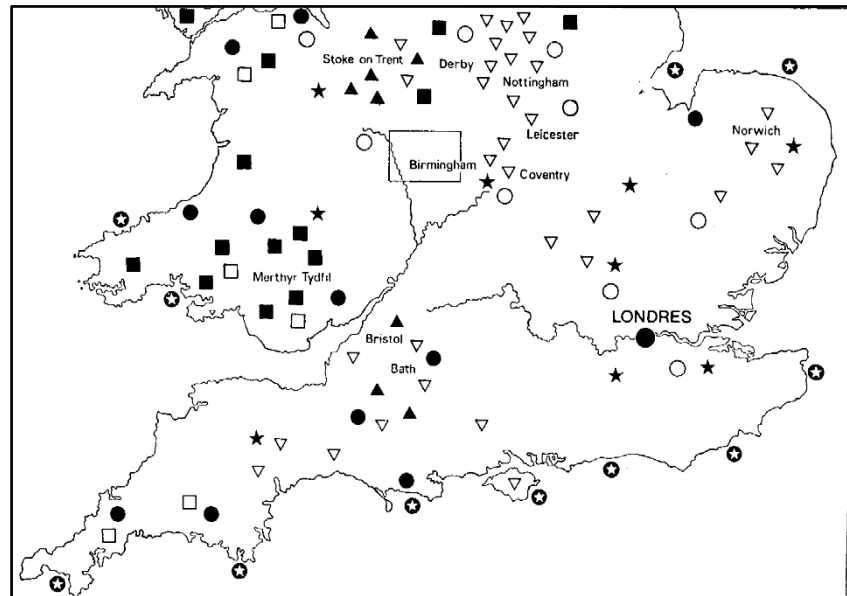 Stoke on Trent
Derby
Nottingham
Leicester
Norwich
Birmingham
Coventry
Merthyr Tydfil
Bristol
LONDRES
Bath